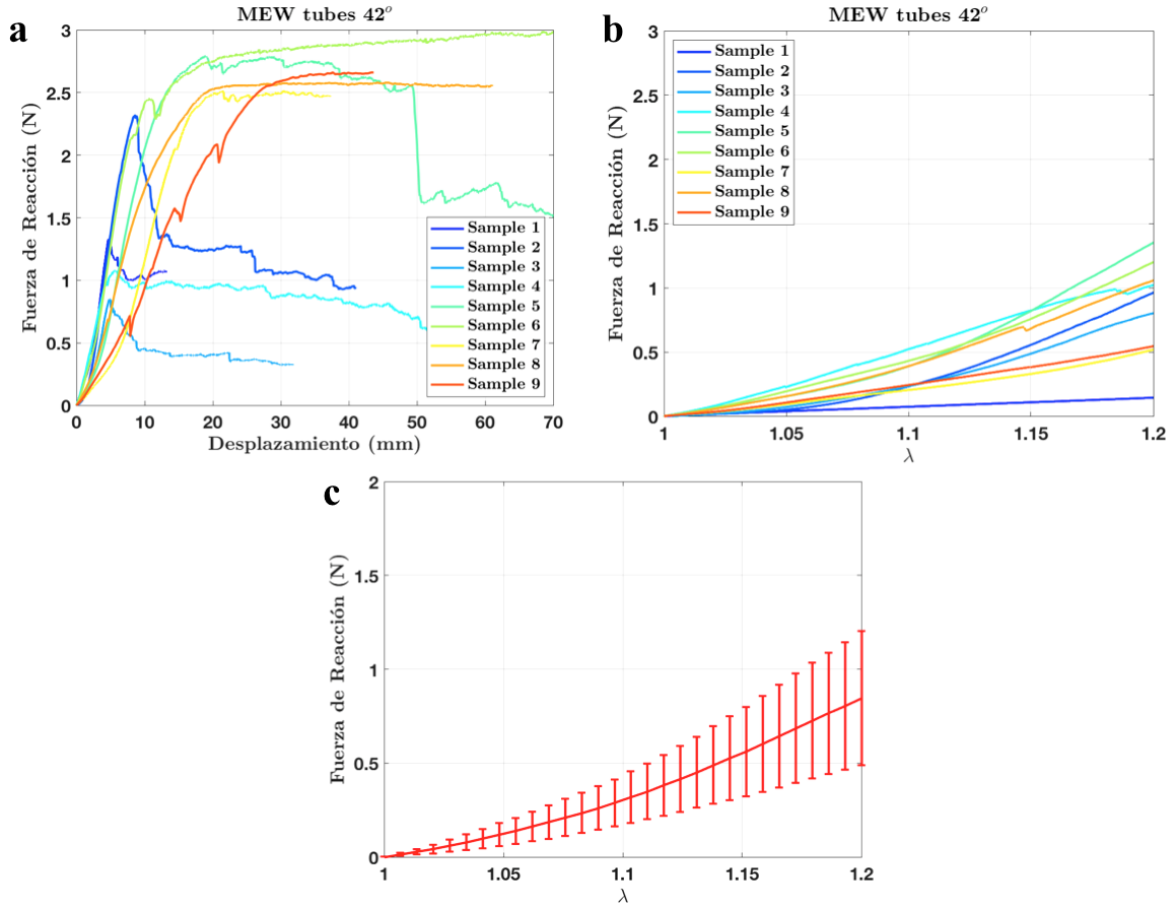 a
MEW tubes 42°
Fuerza de Reacción (N)
3
2.5
2
1.5
1
0.5
0
0 10 20 30 40 50 60 70
Desplazamiento (mm)
Sample 1
Sample 2
Sample 3
Sample 4
Sample 5
Sample 6
Sample 7
Sample 8
Sample 9
b
MEW tubes 42°
Fuerza de Reacción (N)
3
2.5
2
1.5
1
0.5
0
1 1.05 1.1 1.15 1.2
λ
Sample 1
Sample 2
Sample 3
Sample 4
Sample 5
Sample 6
Sample 7
Sample 8
Sample 9
c
Fuerza de Reacción (N)
2
1.5
1
0.5
0
1 1.05 1.1 1.15 1.2
λ